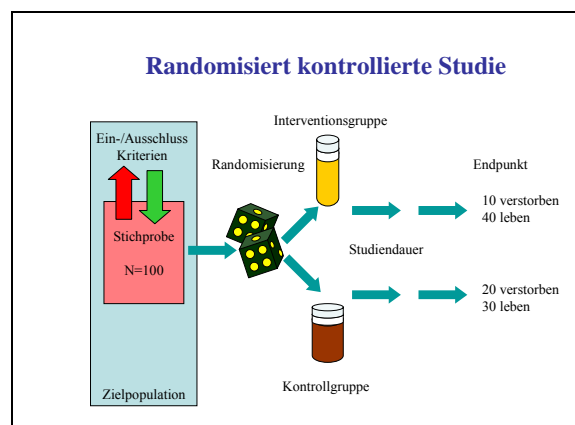 Randomisiert kontrollierte Studie
Interventionsgruppe
Ein-/Ausschluss
Kriterien
Randomisierung
Endpunkt
10 verstorben
40 leben
Stichprobe
N=100
Studiendauer
20 verstorben
30 leben
Kontrollgruppe
Zielpopulation